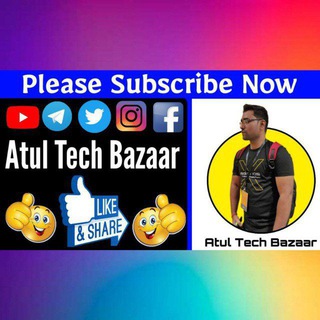 Please Subscribe Now
Atul Tech Bazaar
LIKE
& SHARE
Atul Tech Bazaar